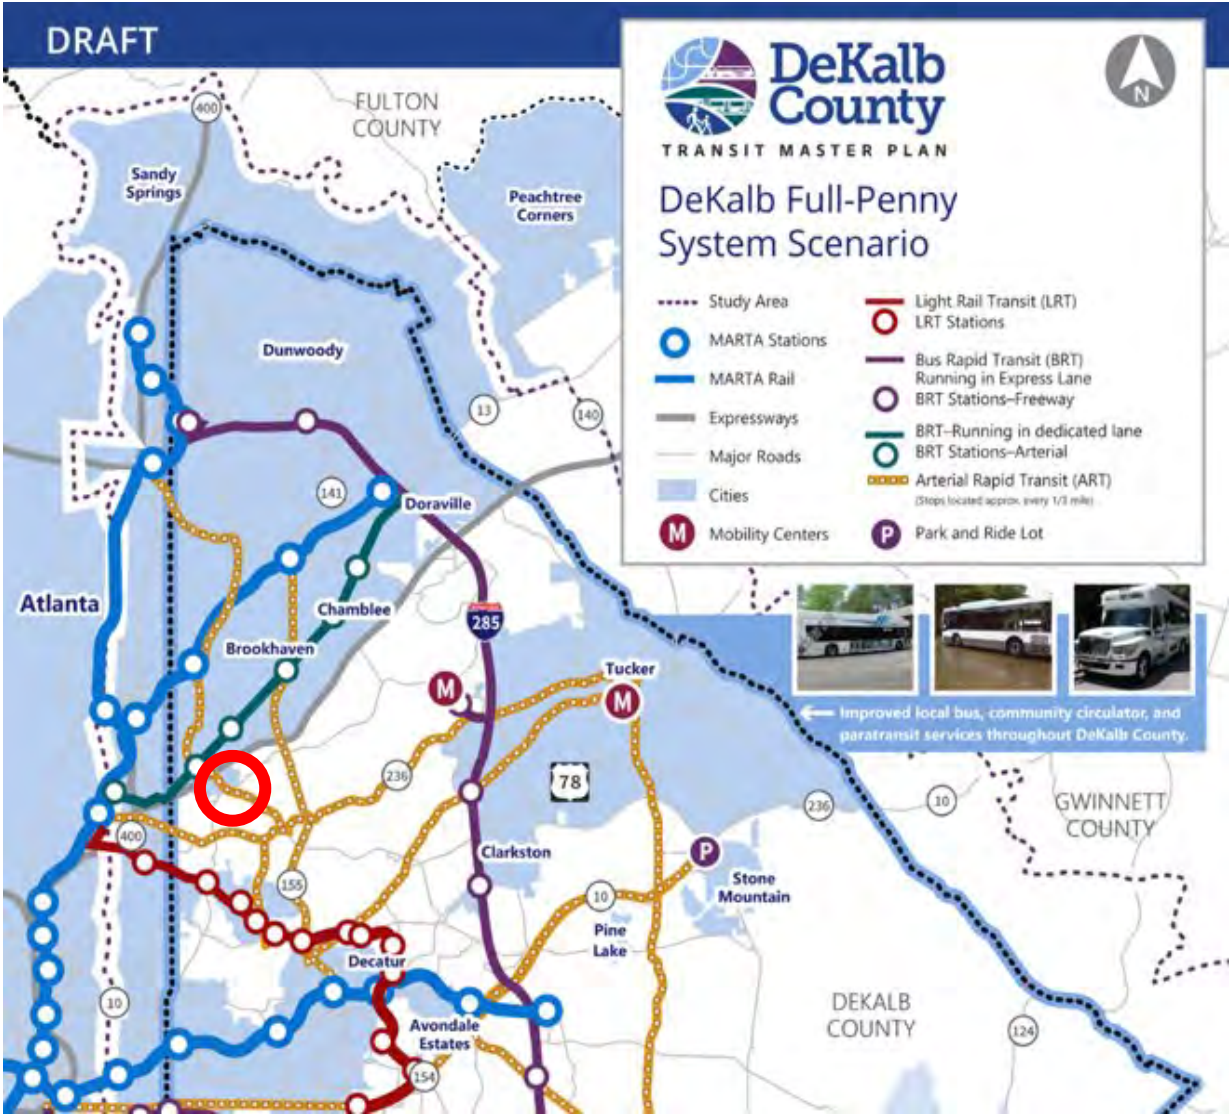 DRAFT
DeKalb
County
TRANSIT MASTER PLAN
N
DeKalb Full-Penny
System Scenario
Study Area
MARTA Stations
MARTA Rail
Expressways
Major Roads
Cities
M
Mobility Centers
Light Rail Transit (LRT)
LRT Stations
Bus Rapid Transit (BRT)
Running in Express Lane
BRT Stations–Freeway
BRT–Running in dedicated lane
BRT Stations–Arterial
Arterial Rapid Transit (ART)
(Stops located approx. every 1/3 mile)
P
Park and Ride Lot
FULTON
COUNTY
400
Sandy
Springs
Peachtree
Corners
Dunwoody
13
140
141
Doraville
Atlanta
Chamblee
285
Brookhaven
Tucker
M
M
Improved local bus, community circulator, and
paratransit services throughout DeKalb County.
236
78
236
10
GWINNETT
COUNTY
400
Clarkston
P
155
10
Stone
Mountain
Pine
Lake
Decatur
10
DEKALB
COUNTY
124
Avondale
Estates
154